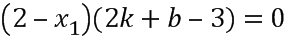 (2 − x₁)(2k + b − 3) = 0